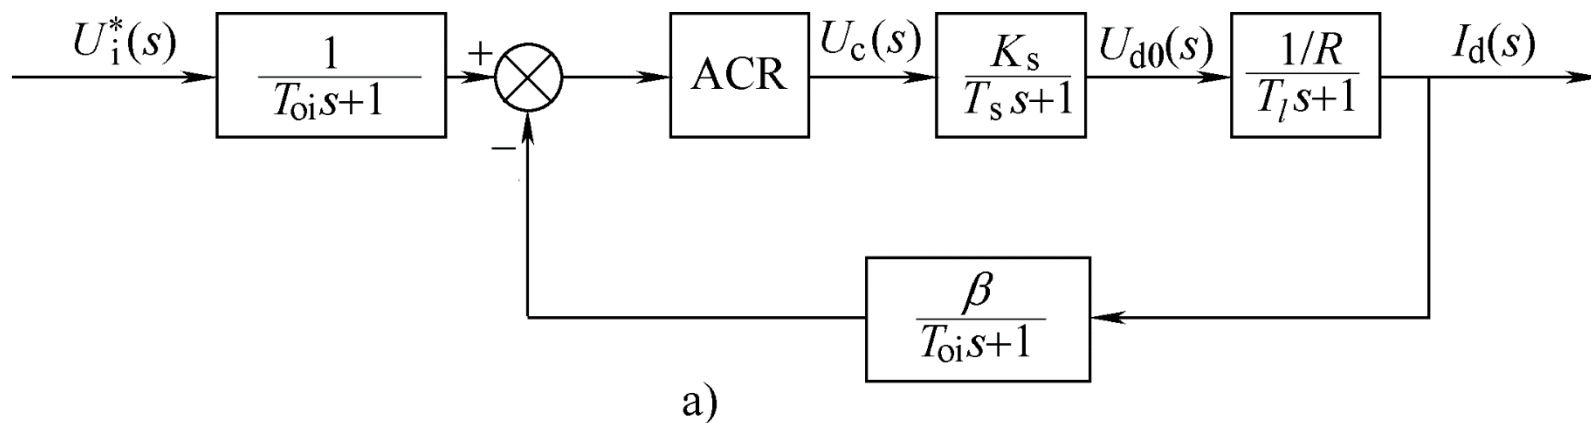 U*i(s)
1
Toi s+1
+
−
ACR
Uc(s)
Ks
Ts s+1
Ud0(s)
1/R
Tl s+1
Id(s)
β
Toi s+1
a)